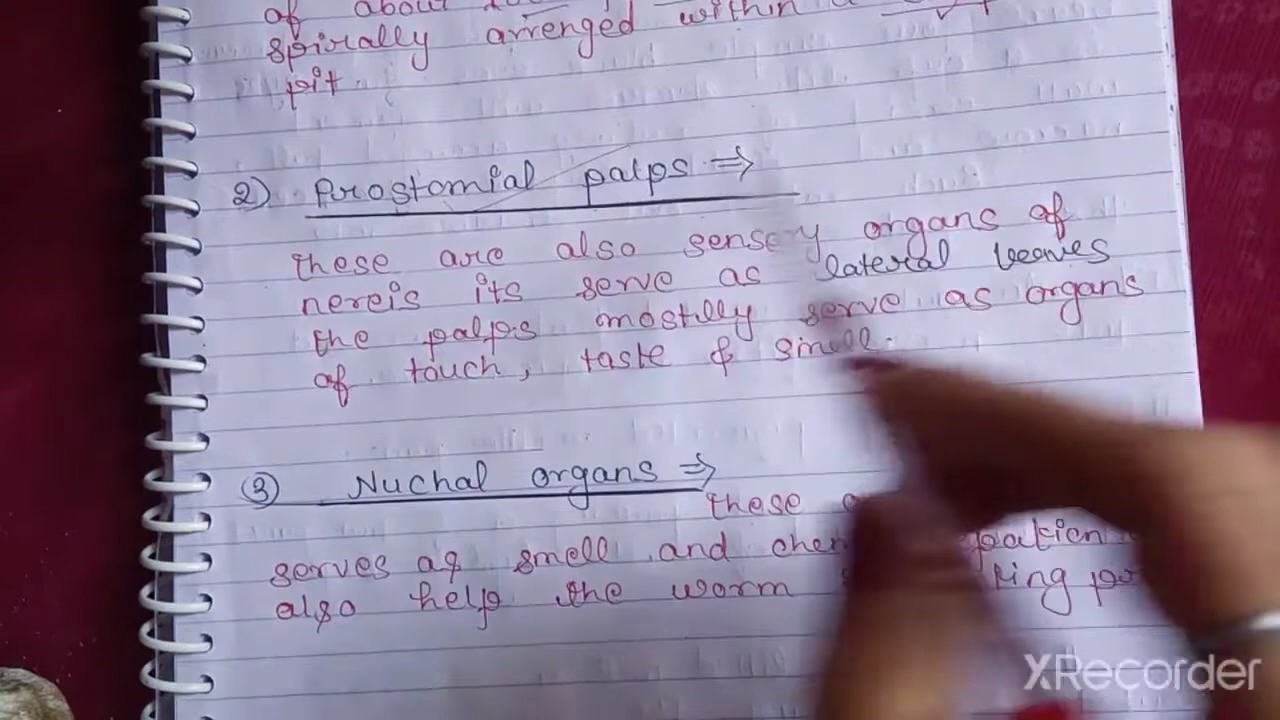 of about
spirally arrenged within a
pit.
2) Prostomial palps ⇒
these are also sensory organs of
nereis its serve as lateral leaves
the palps mostlly serve as organs
of touch, taste & smell.
3 Nuchal organs ⇒
these
serves as smell and
also help the worm
XRecorder